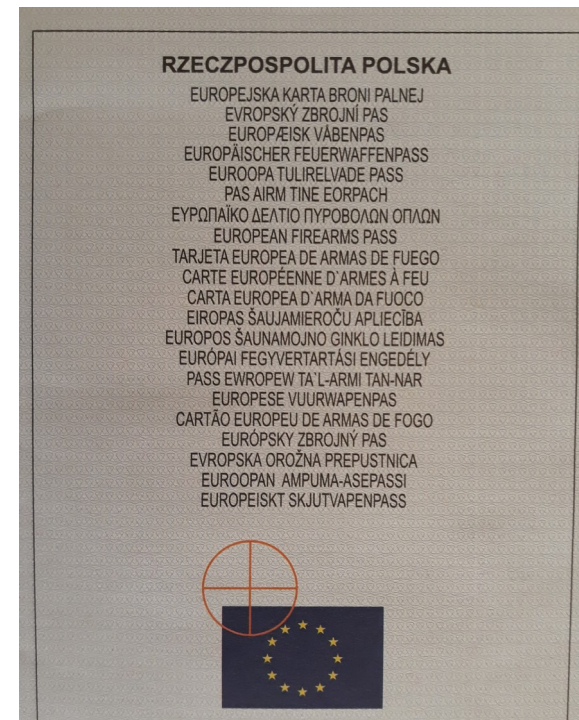 RZECZPOSPOLITA POLSKA
EUROPEJSKA KARTA BRONI PALNEJ
EVROPSKÝ ZBROJNÍ PAS
EUROPÆISK VÅBENPAS
EUROPÄISCHER FEUERWAFFENPASS
EUROOPA TULIRELVADE PASS
PAS AIRM TINE EORPACH
ΕΥΡΩΠΑΪΚΟ ΔΕΛΤΙΟ ΠΥΡΟΒΟΛΩΝ ΟΠΛΩΝ
EUROPEAN FIREARMS PASS
TARJETA EUROPEA DE ARMAS DE FUEGO
CARTE EUROPÉENNE D`ARMES À FEU
CARTA EUROPEA D`ARMA DA FUOCO
EIROPAS ŠAUJAMIEROČU APLIECĪBA
EUROPOS ŠAUNAMOJNO GINKLO LEIDIMAS
EURÓPAI FEGYVERTARTÁSI ENGEDÉLY
PASS EWROPEW TA`L-ARMI TAN-NAR
EUROPESE VUURWAPENPAS
CARTÃO EUROPEU DE ARMAS DE FOGO
EURÓPSKY ZBROJNÝ PAS
EVROPSKA OROŽNA PREPUSTNICA
EUROOPAN AMPUMA-ASEPASSI
EUROPEISKT SKJUTVAPENPASS